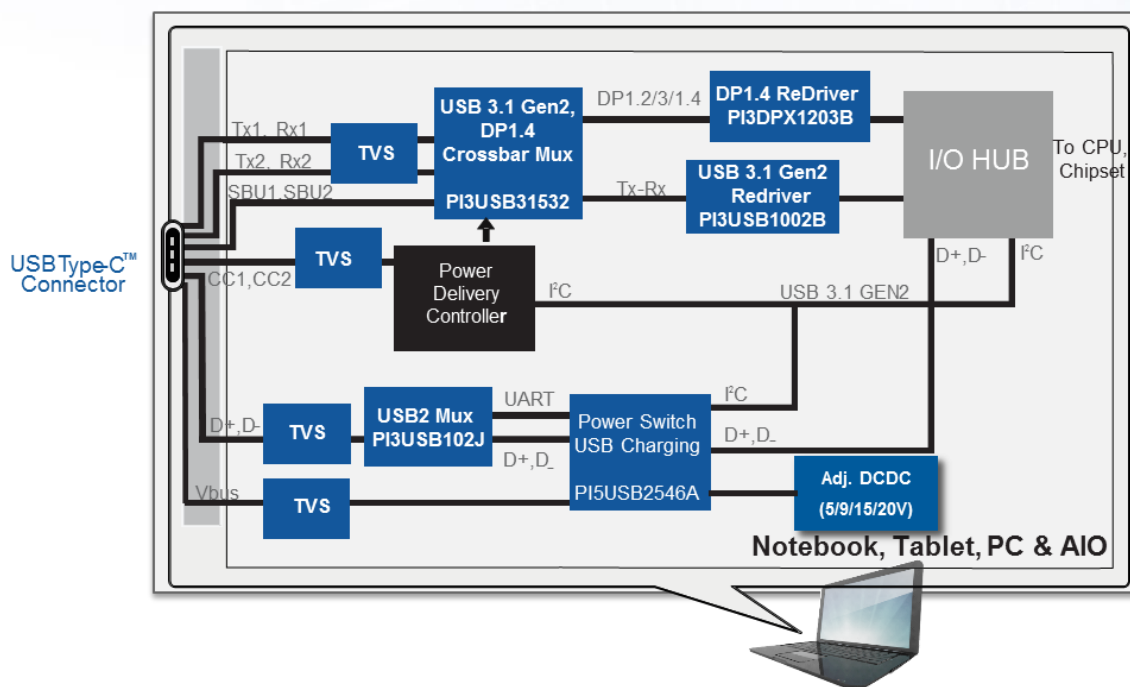 USB 3.1 Gen2,
DP1.4
Crossbar Mux
PI3USB31532
DP1.2/3/1.4
DP1.4 ReDriver
PI3DPX1203B
I/O HUB
To CPU,
Chipset
Tx1, Rx1
Tx2, Rx2
SBU1,SBU2
TVS
Tx-Rx
USB 3.1 Gen2
Redriver
PI3USB1002B
D+,D-
I²C
USB Type-C™
Connector
CC1,CC2
TVS
Power
Delivery
Controller
I²C
USB 3.1 GEN2
D+,D-
TVS
USB2 Mux
PI3USB102J
UART
D+,D_
Power Switch
USB Charging
PI5USB2546A
I²C
D+,D_
Vbus
TVS
Adj. DCDC
(5/9/15/20V)
Notebook, Tablet, PC & AIO